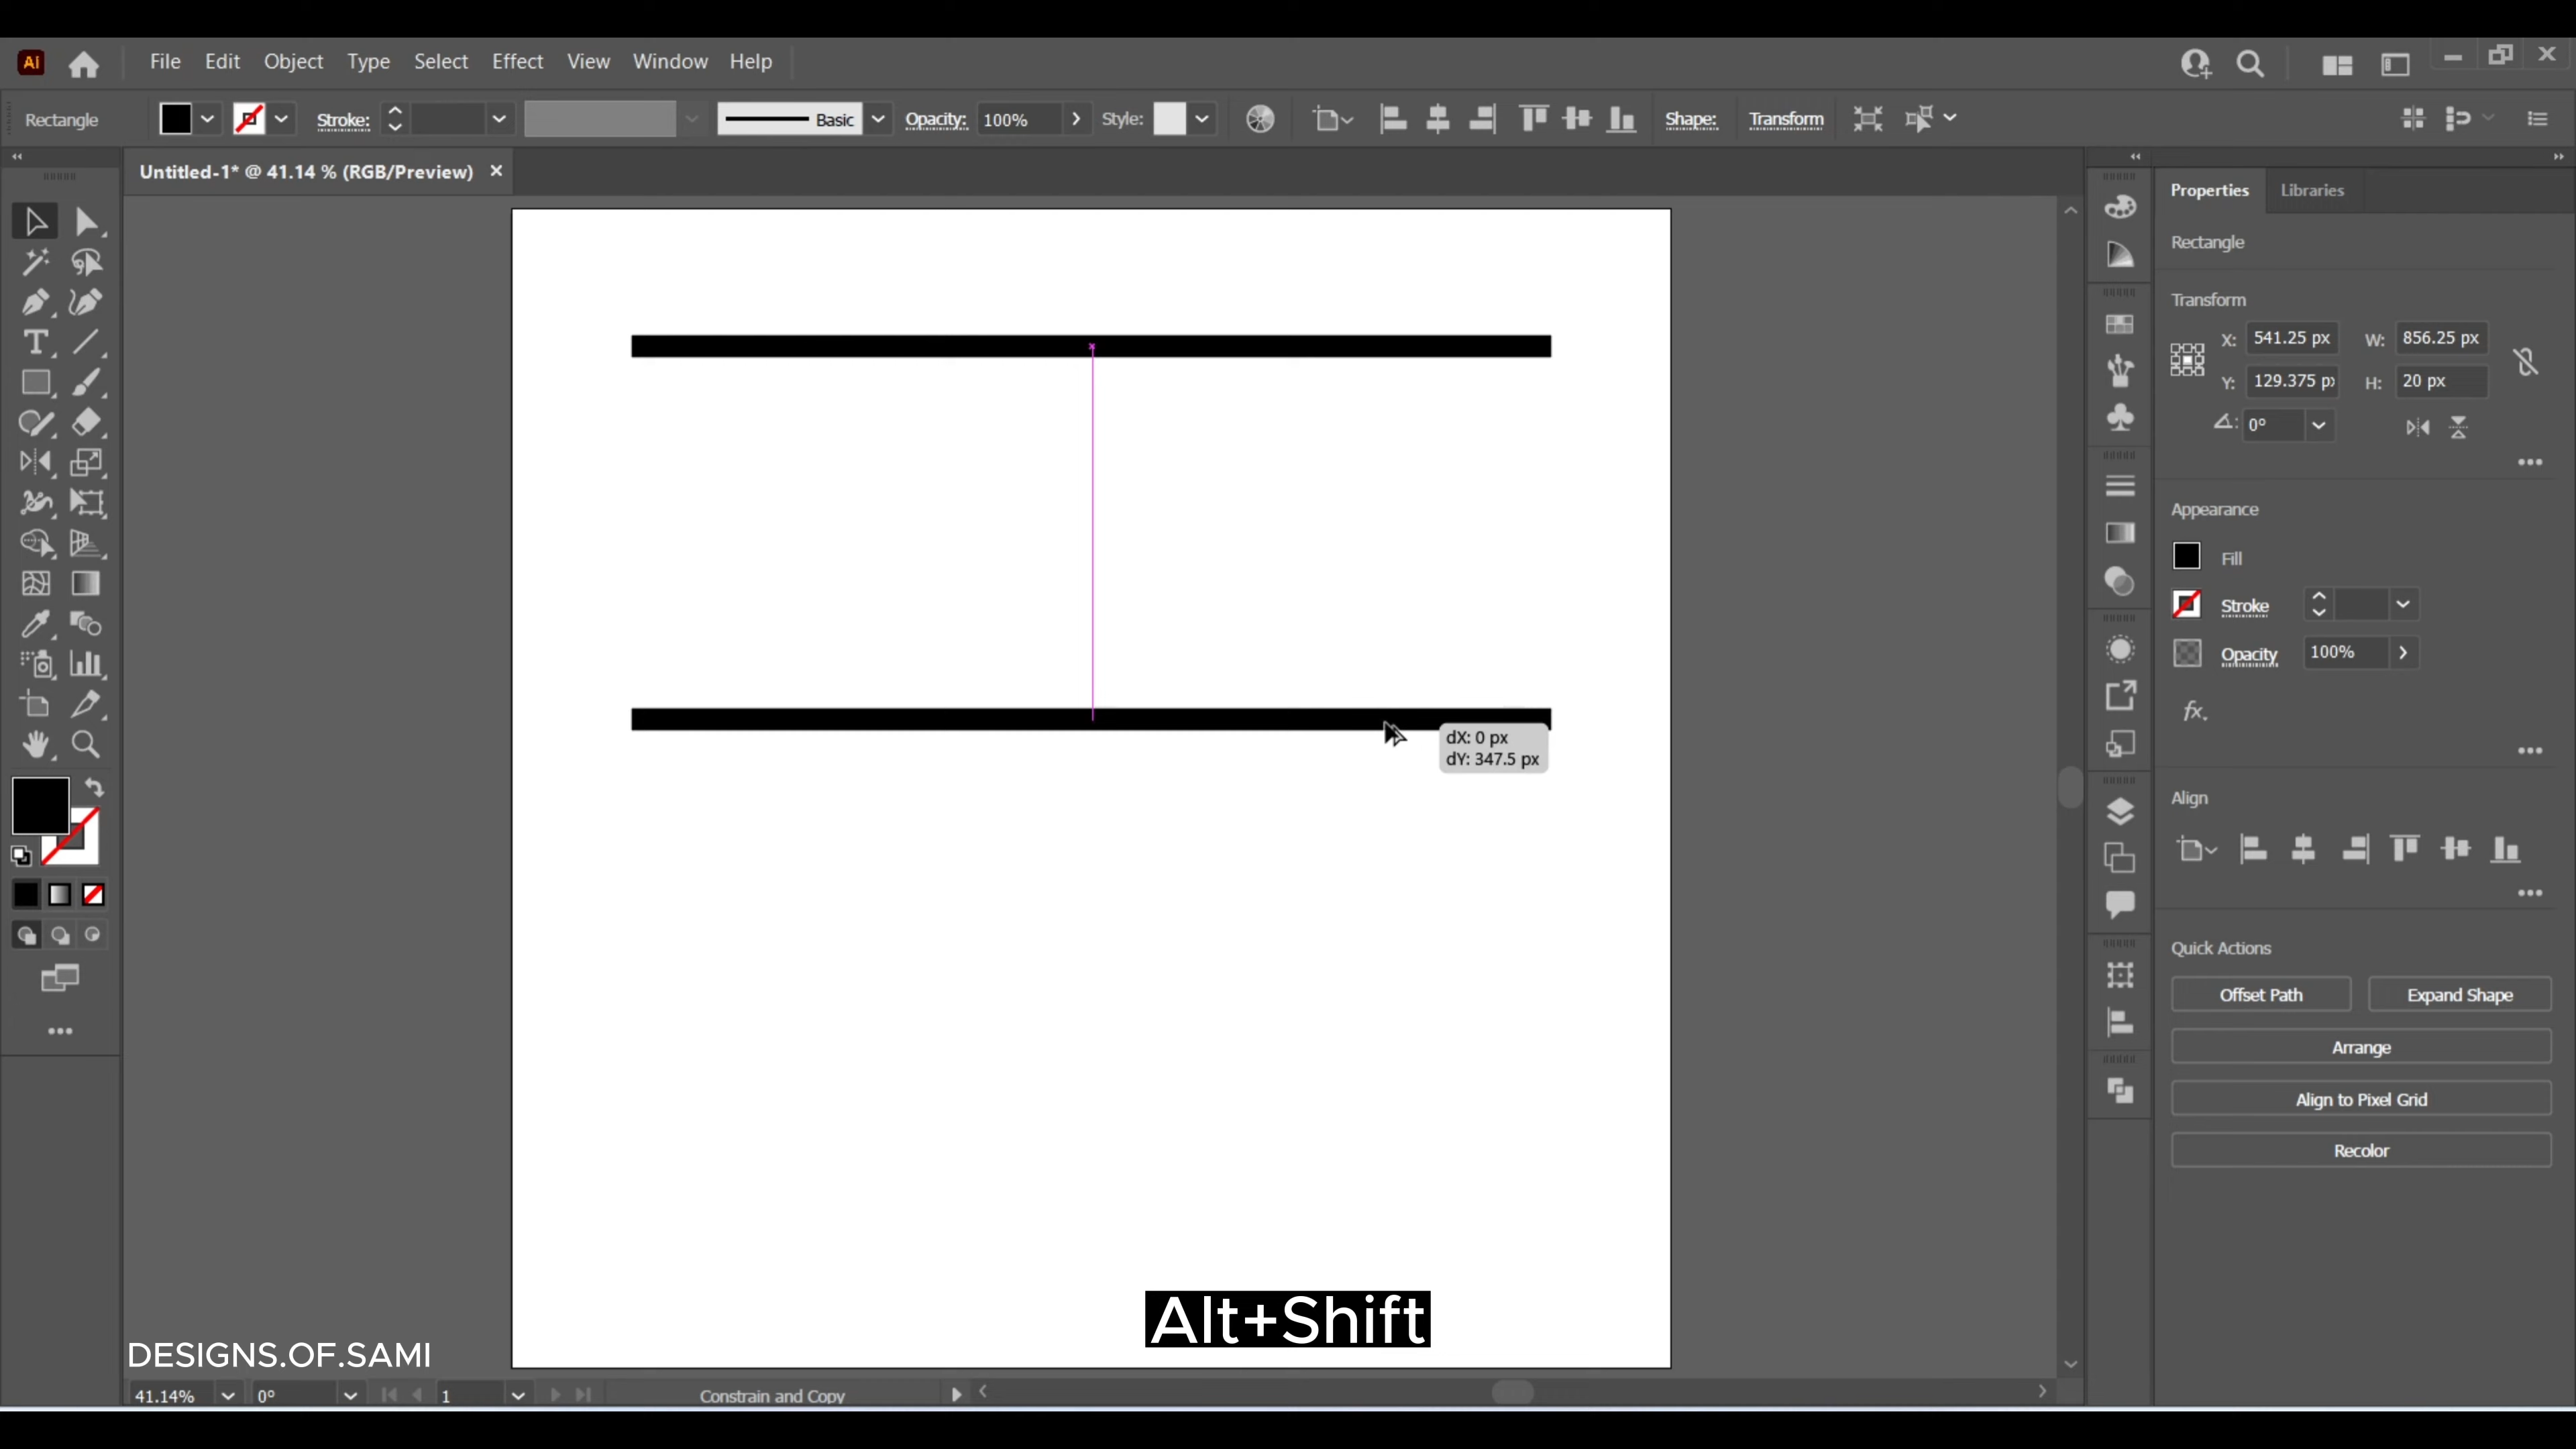 Ai File Edit Object Type Select Effect View Window Help
Rectangle Stroke: Basic Opacity: 100% Style: Shape: Transform
Untitled-1* @ 41.14 % (RGB/Preview) ×
Properties Libraries
Rectangle
Transform
X: 541.25 px W: 856.25 px
Y: 129.375 px H: 20 px
0°
Appearance
Fill
Stroke
Opacity 100%
fx.
dX: 0 px
dY: 347.5 px
Align
Quick Actions
Offset Path Expand Shape
Arrange
Align to Pixel Grid
Recolor
Alt+Shift
DESIGNS.OF.SAMI
41.14% 0° 1 Constrain and Copy